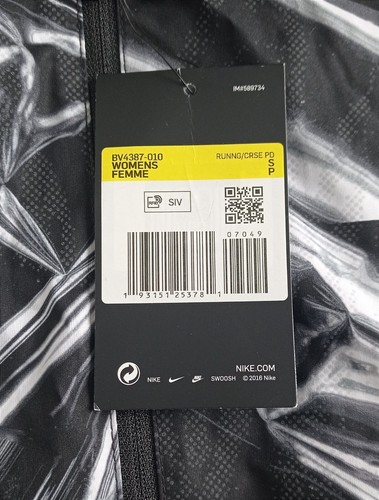 IM#589734
BV4387-010
WOMENS
FEMME
RUNNG/CRSE PD
S
P
SIV
07049
1 93151 25378 1
NIKE.COM
NIKE SWOOSH © 2016 Nike